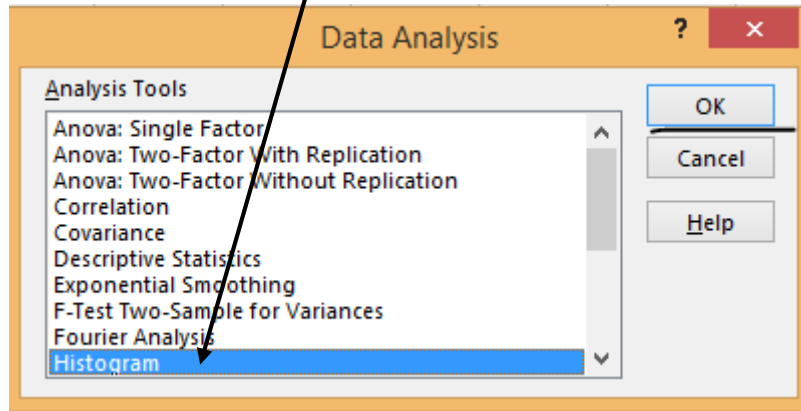 Data Analysis
?
×
Analysis Tools
Anova: Single Factor
Anova: Two-Factor With Replication
Anova: Two-Factor Without Replication
Correlation
Covariance
Descriptive Statistics
Exponential Smoothing
F-Test Two-Sample for Variances
Fourier Analysis
Histogram
OK
Cancel
Help